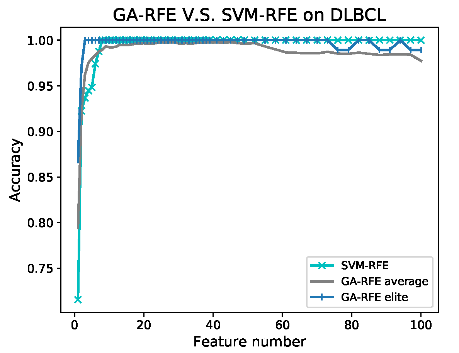 GA-RFE V.S. SVM-RFE on DLBCL
1.00
0.95
0.90
0.85
0.80
0.75
Accuracy
SVM-RFE
GA-RFE average
GA-RFE elite
0 20 40 60 80 100
Feature number